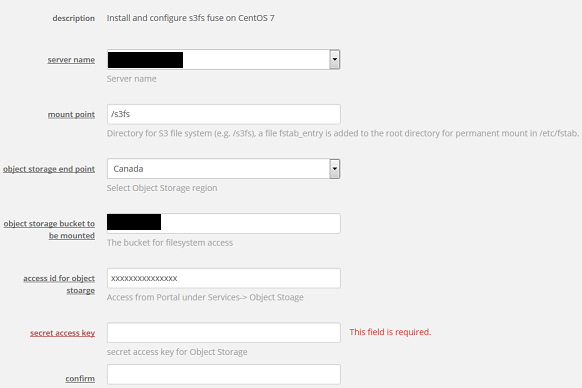 description Install and configure s3fs fuse on CentOS 7
server name
Server name
mount point /s3fs
Directory for S3 file system (e.g. /s3fs), a file fstab_entry is added to the root directory for permanent mount in /etc/fstab.
object storage end point Canada
Select Object Storage region
object storage bucket to
be mounted
The bucket for filesystem access
access id for object
stoarge
xxxxxxxxxxxxxxx
Access from Portal under Services-> Object Stoage
secret access key This field is required.
secret access key for Object Storage
confirm